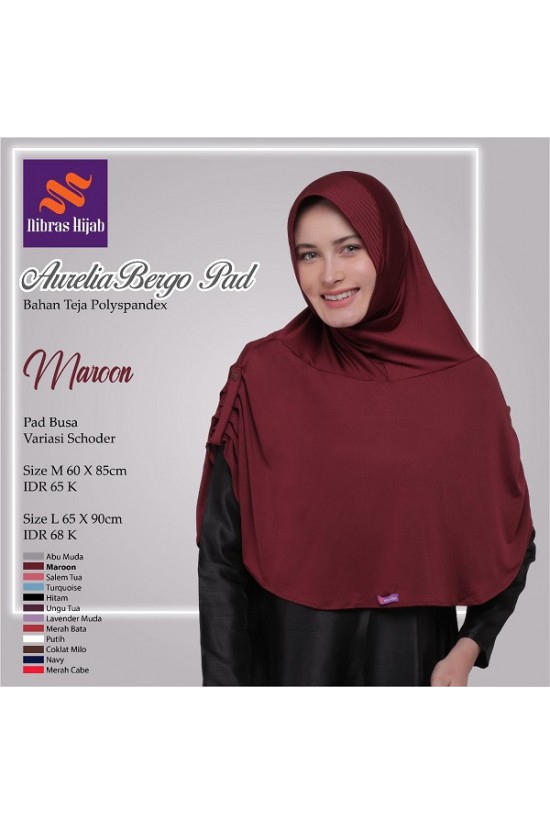 Nibras Hijab
Aurelia Bergo Pad
Bahan Teja Polyspandex
Maroon
Pad Busa
Variasi Schoder
Size M 60 X 85cm
IDR 65 K
Size L 65 X 90cm
IDR 68 K
Abu Muda
Maroon
Salem Tua
Turquoise
Hitam
Ungu Tua
Lavender Muda
Merah Bata
Putih
Coklat Milo
Navy
Merah Cabe